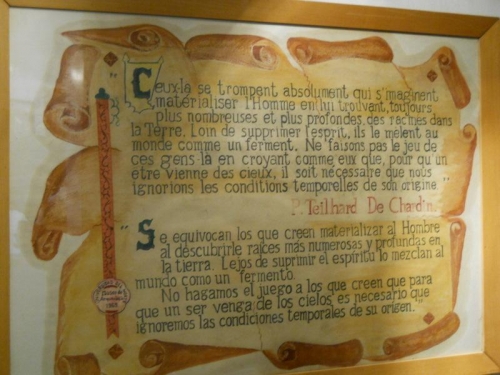 "Ceux-la se trompent absolument qui s'maginent
matérialiser l'Homme en lui trouvent, toujours
plus nombreuses et plus profondes, des racines dans
la Terre. Loin de supprimer l'esprit, ils le mêlent au
monde comme un ferment. Ne faisons pas le jeu de
ces gens là en croyant comme eux que, pour qu'un
etre vienne des cieux, il soit nécessaire que nous
ignorions les conditions temporelles de son origine."
P. Teilhard De Chardin.
"Se equivocan los que creen materializar al Hombre
al descubrirle raíces más numerosas y profundas en
la tierra. Lejos de suprimir el espíritu lo mezclan al
mundo como un fermento.
No hagamos el juego a los que creen que para
que un ser venga de los cielos, es necesario que
ignoremos las condiciones temporales de su origen."